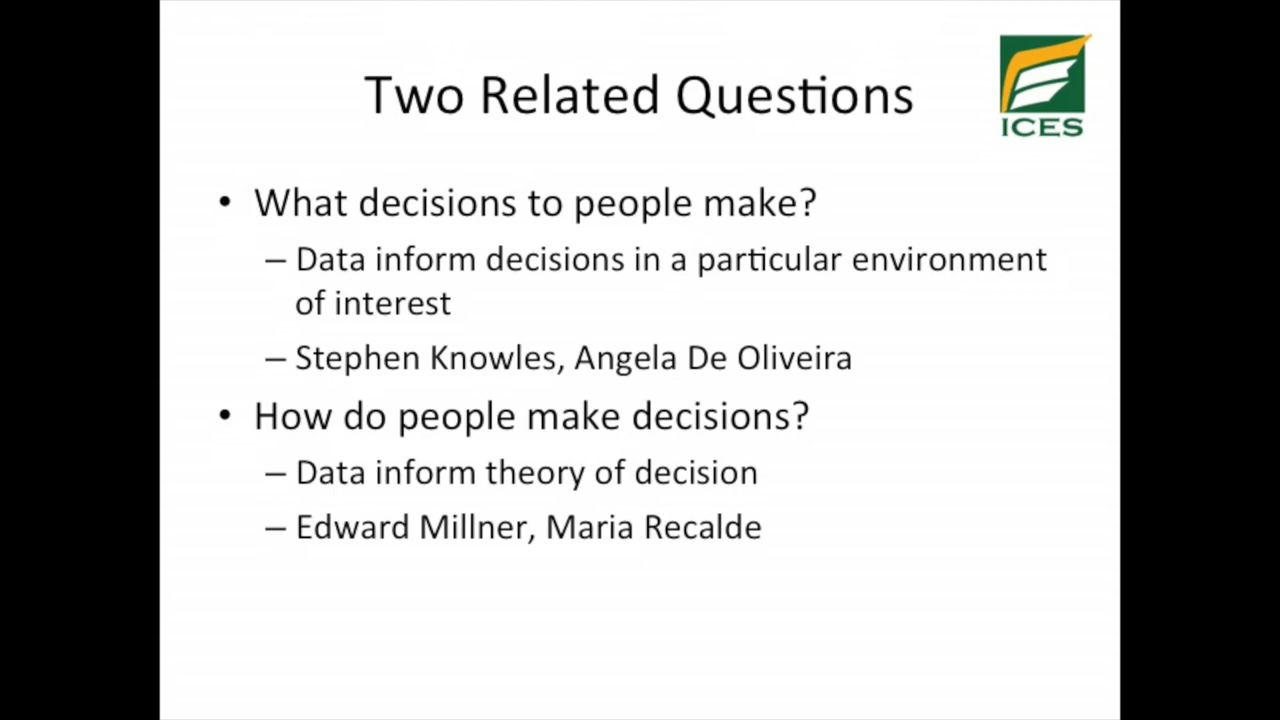 Two Related Questions
ICES
• What decisions to people make?
– Data inform decisions in a particular environment
of interest
– Stephen Knowles, Angela De Oliveira
• How do people make decisions?
– Data inform theory of decision
– Edward Millner, Maria Recalde